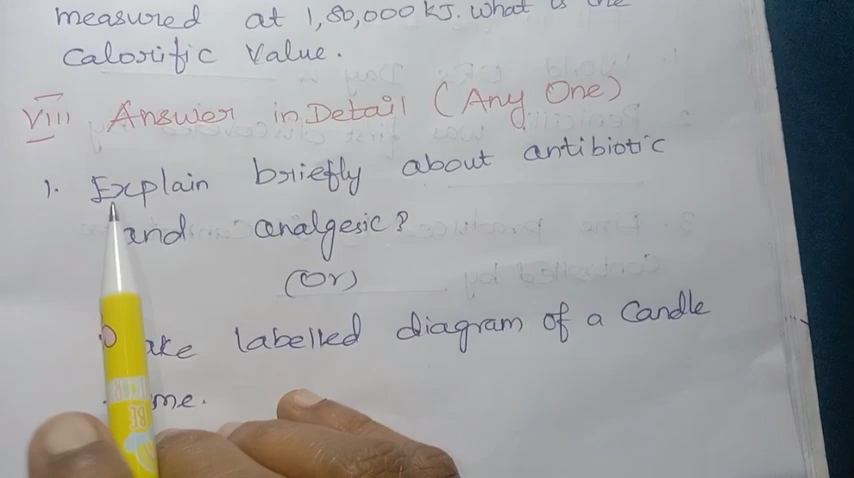 measured at 1,80,000 KJ. What is the
Calorific Value.
VIII Answer in Detail (Any One)
1. Explain briefly about antibiotic
and analgesic?
(Or)
ake labelled diagram of a Candle
me.